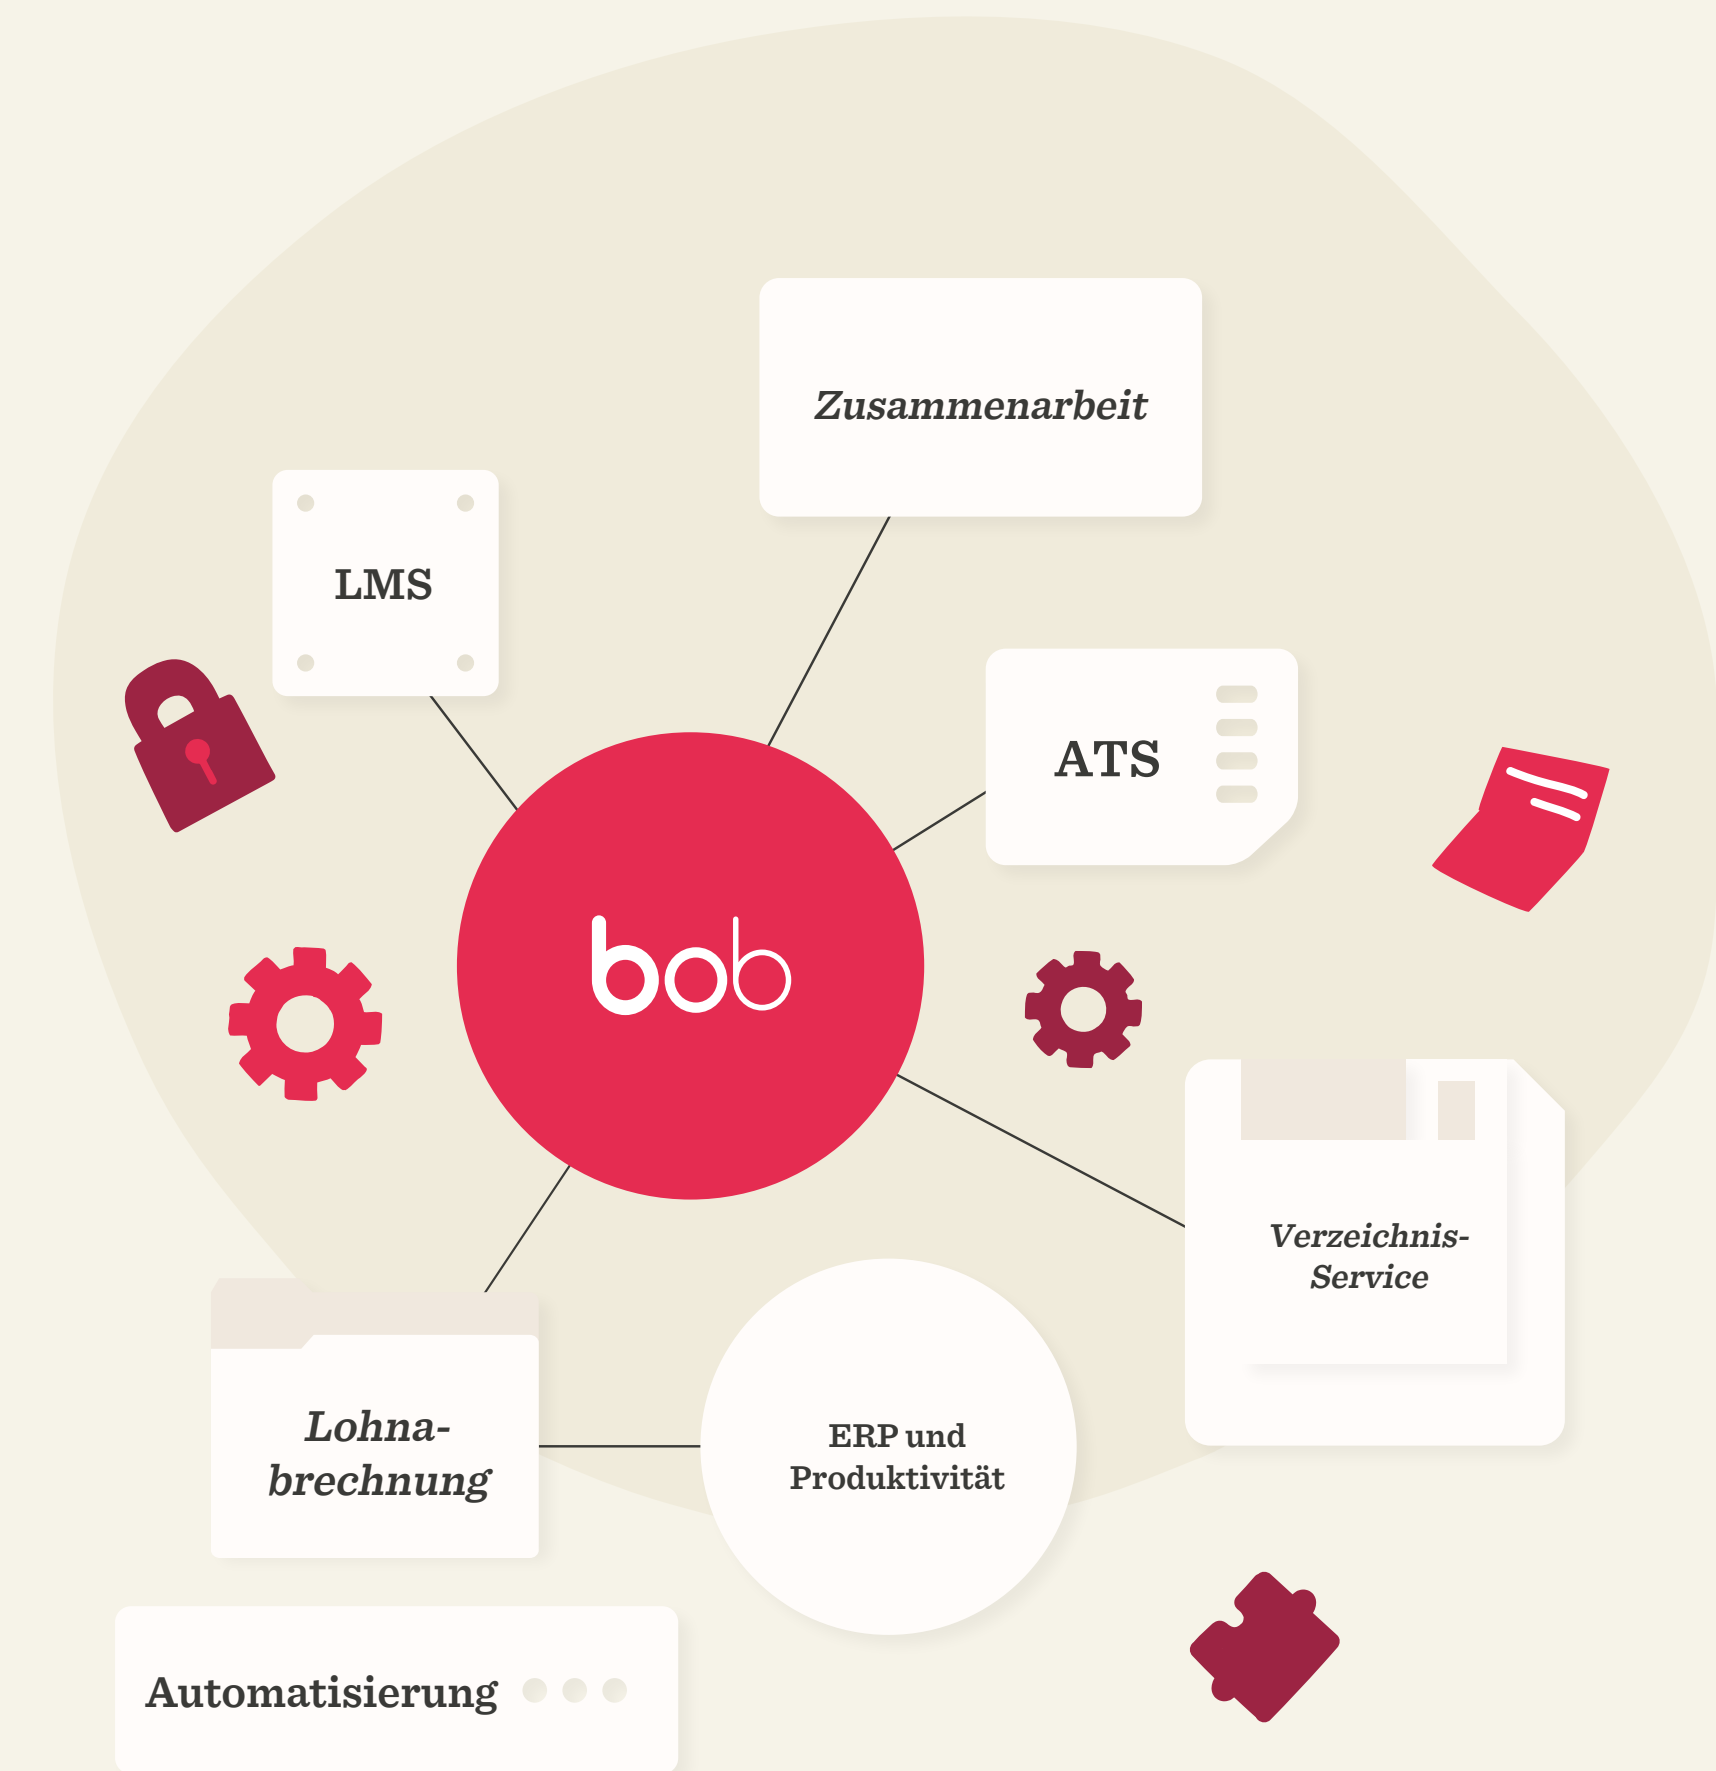 Zusammenarbeit
LMS
ATS
bob
Verzeichnis-
Service
Lohna-
brechnung
ERP und
Produktivität
Automatisierung